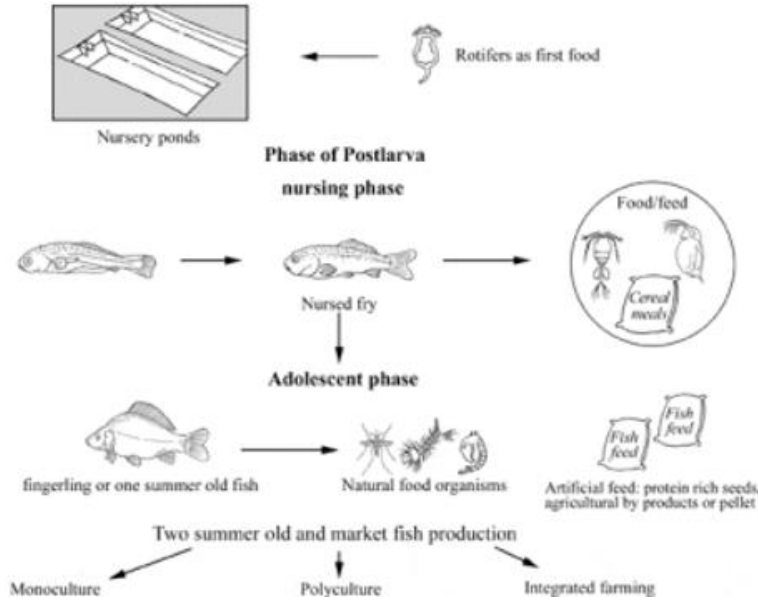 Rotifers as first food
Nursery ponds
Phase of Postlarva
nursing phase
Food/feed
Cereal
meals
Nursed fry
Adolescent phase
Fish
feed
Fish
feed
fingerling or one summer old fish
Natural food organisms
Artificial feed: protein rich seeds,
agricultural by products or pellet
Two summer old and market fish production
Monoculture
Polyculture
Integrated farming